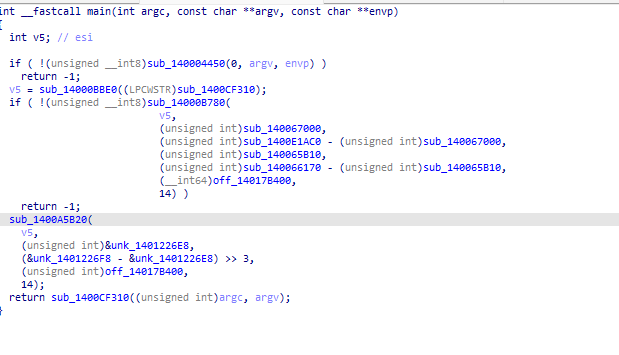 int __fastcall main(int argc, const char **argv, const char **envp)
{
int v5; // esi
if ( !(unsigned __int8)sub_140004450(0, argv, envp) )
return -1;
v5 = sub_14000BBE0((LPCWSTR)sub_1400CF310);
if ( !(unsigned __int8)sub_14000B780(
v5,
(unsigned int)sub_140067000,
(unsigned int)sub_1400E1AC0 - (unsigned int)sub_140067000,
(unsigned int)sub_140065B10,
(unsigned int)sub_140066170 - (unsigned int)sub_140065B10,
(__int64)off_14017B400,
14) )
return -1;
sub_1400A5B20(
v5,
(unsigned int)&unk_1401226E8,
(&unk_1401226F8 - &unk_1401226E8) >> 3,
(unsigned int)off_14017B400,
14);
return sub_1400CF310((unsigned int)argc, argv);
}